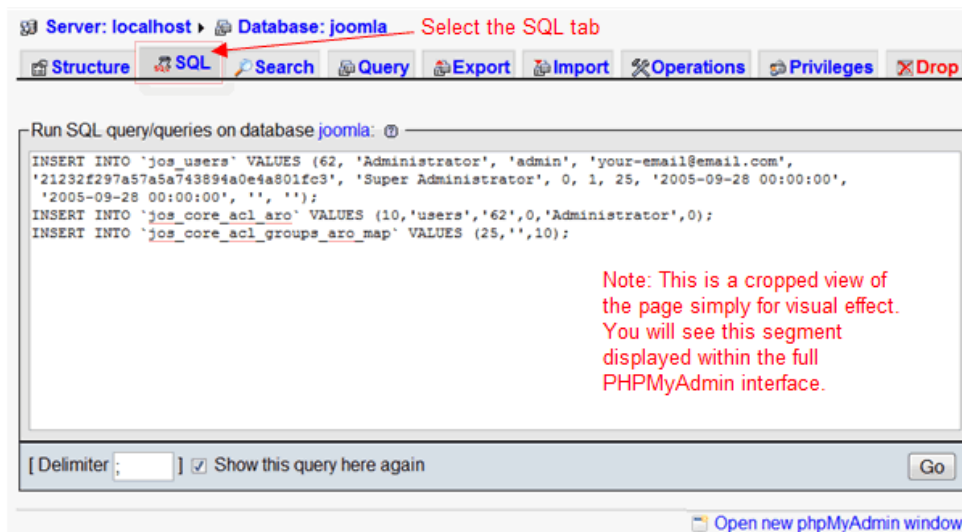 Server: localhost ▸ Database: joomla Select the SQL tab
Structure SQL Search Query Export Import Operations Privileges Drop
Run SQL query/queries on database joomla:
INSERT INTO `jos_users` VALUES (62, 'Administrator', 'admin', 'your-email@email.com',
'21232f297a57a5a743894a0e4a801fc3', 'Super Administrator', 0, 1, 25, '2005-09-28 00:00:00',
'2005-09-28 00:00:00', '', '');
INSERT INTO `jos_core_acl_aro` VALUES (10,'users','62',0,'Administrator',0);
INSERT INTO `jos_core_acl_groups_aro_map` VALUES (25,'',10);
Note: This is a cropped view of
the page simply for visual effect.
You will see this segment
displayed within the full
PHPMyAdmin interface.
[ Delimiter ; ] Show this query here again Go
Open new phpMyAdmin window